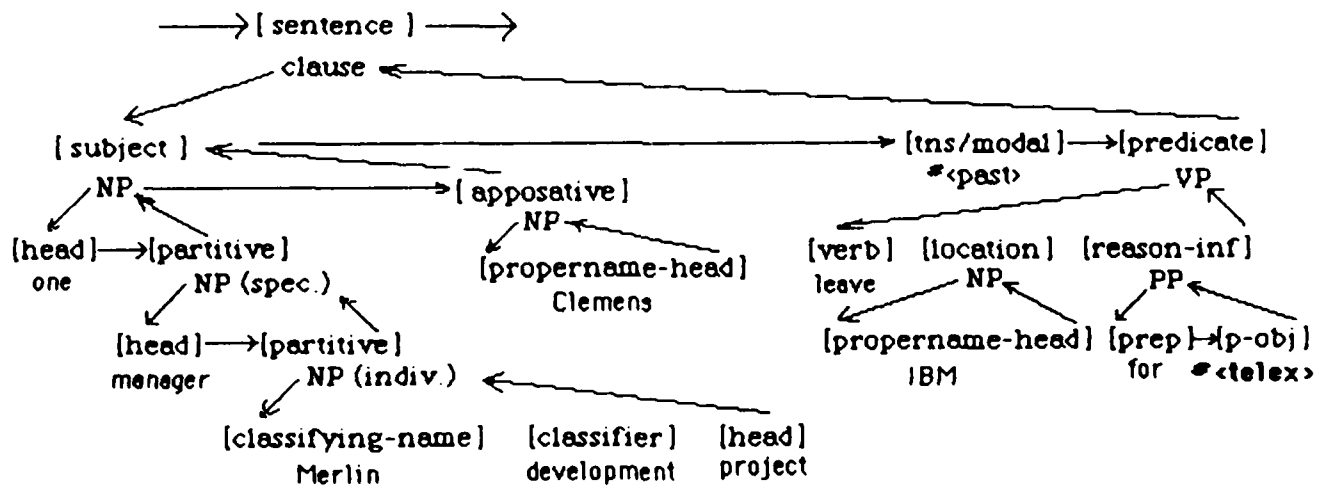 [sentence]
clause
[subject] [tns/modal] [predicate]
#<past>
NP [apposative] VP
NP
[head] [partitive] [propername-head] [verb] [location] [reason-inf]
one NP (spec.) Clemens leave NP PP
[head] [partitive] [propername-head] [prep] [p-obj]
manager NP (indiv.) IBM for #<telex>
[classifying-name] [classifier] [head]
Merlin development project